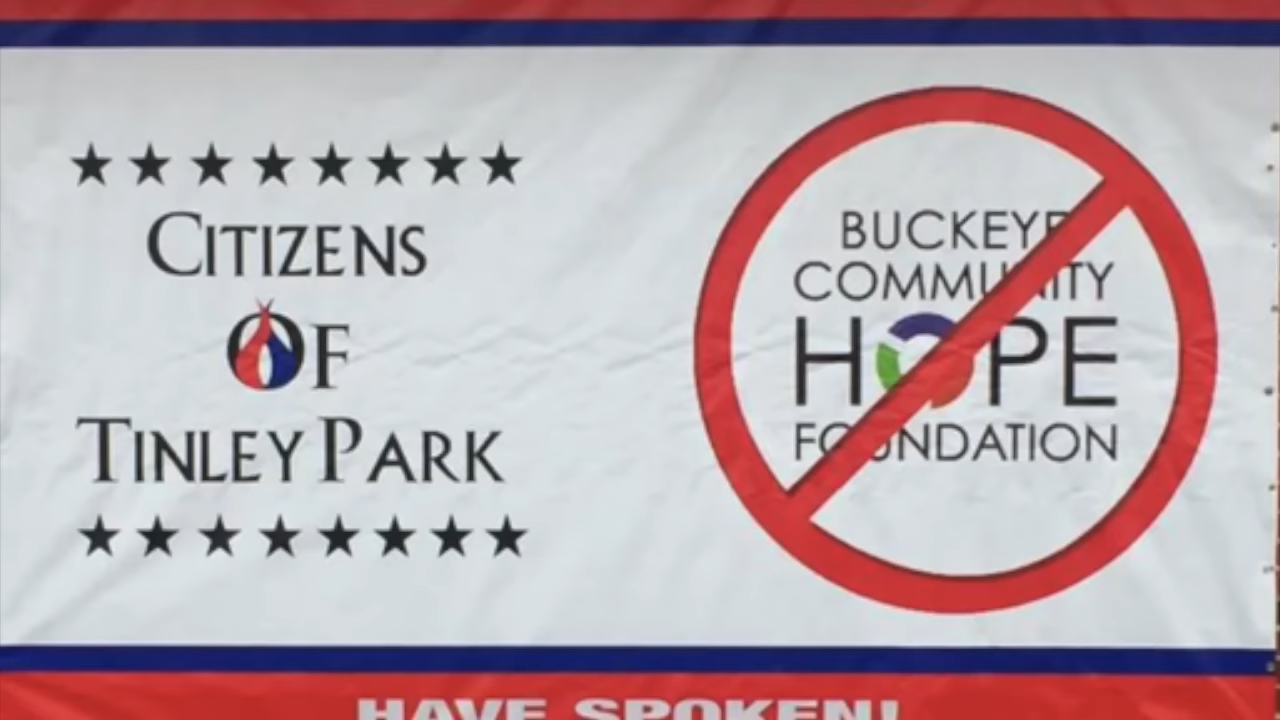 CITIZENS
OF
TINLEY PARK
BUCKEYE
COMMUNITY
HOPE
FOUNDATION
HAVE SPOKEN!